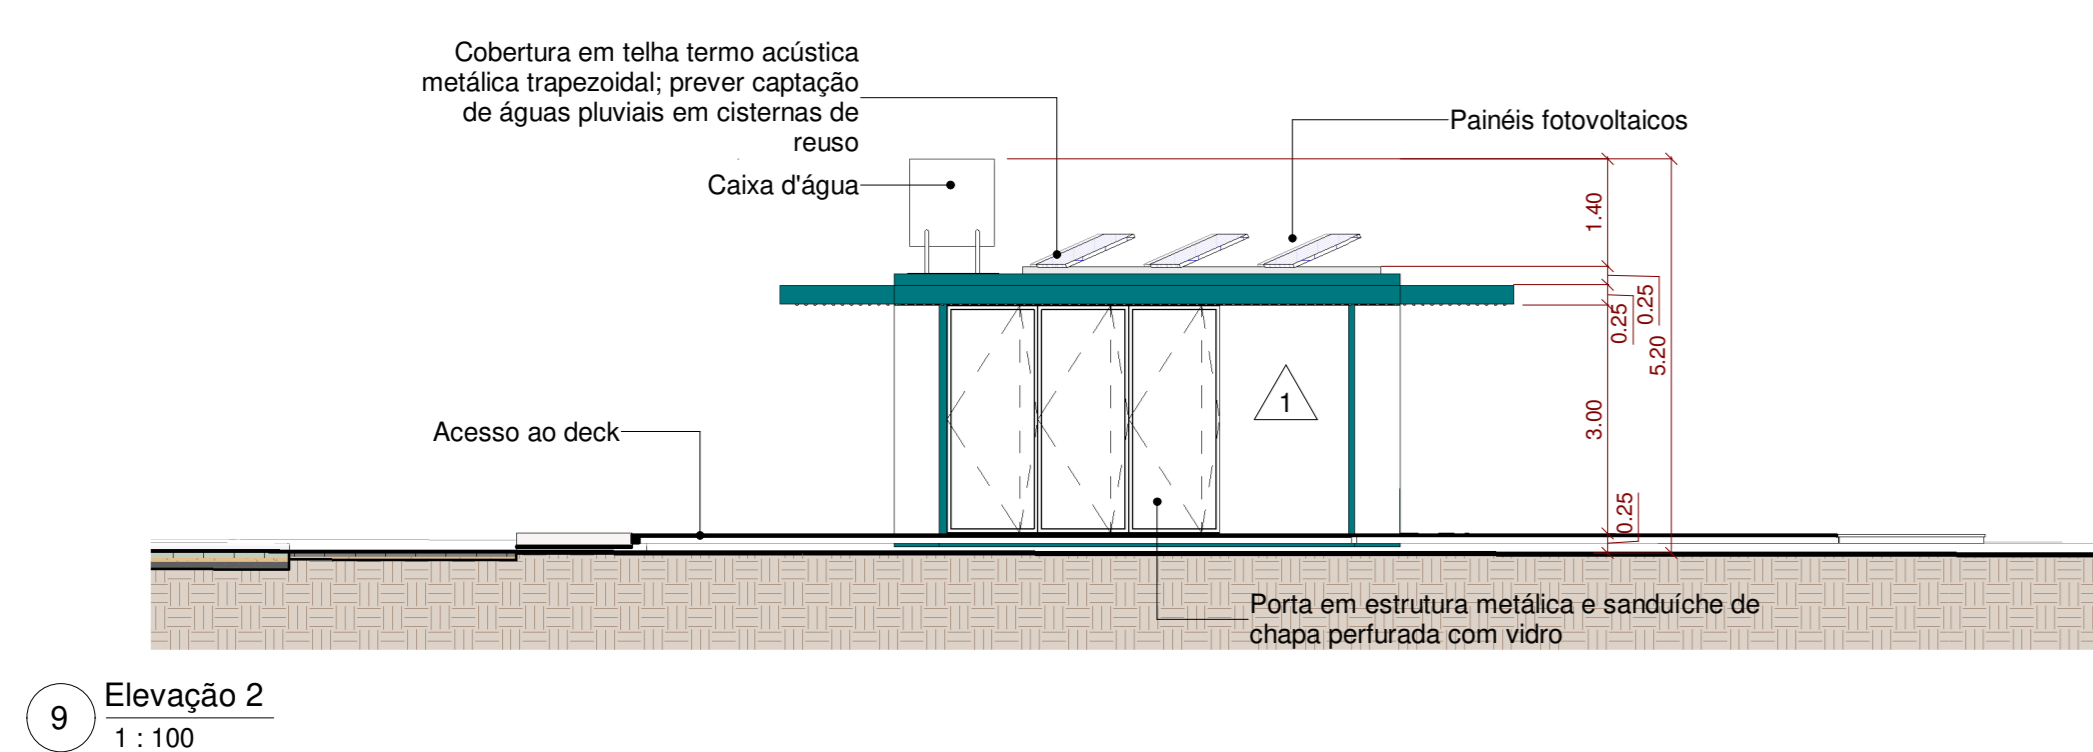 Cobertura em telha termo acústica
metálica trapezoidal; prever captação
de águas pluviais em cisternas de
reuso
Painéis fotovoltaicos
Caixa d'água
1.40
0.25
0.25
5.20
1
3.00
Acesso ao deck
0.25
Porta em estrutura metálica e sanduíche de
chapa perfurada com vidro
9
Elevação 2
1 : 100